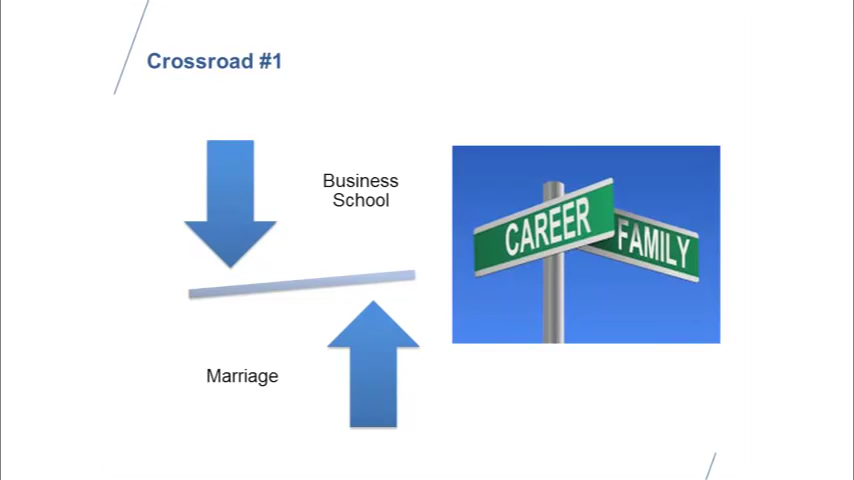 Crossroad #1
Business
School
CAREER
FAMILY
Marriage